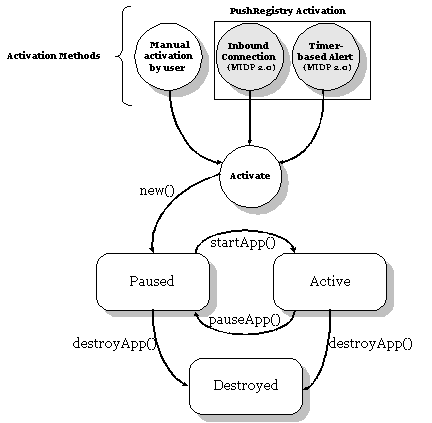 PushRegistry Activation
Activation Methods
Manual
activation
by user
Inbound
Connection
(MIDP 2.0)
Timer-
based Alert
(MIDP 2.0)
Activate
new()
startApp()
Paused
Active
pauseApp()
destroyApp()
destroyApp()
Destroyed